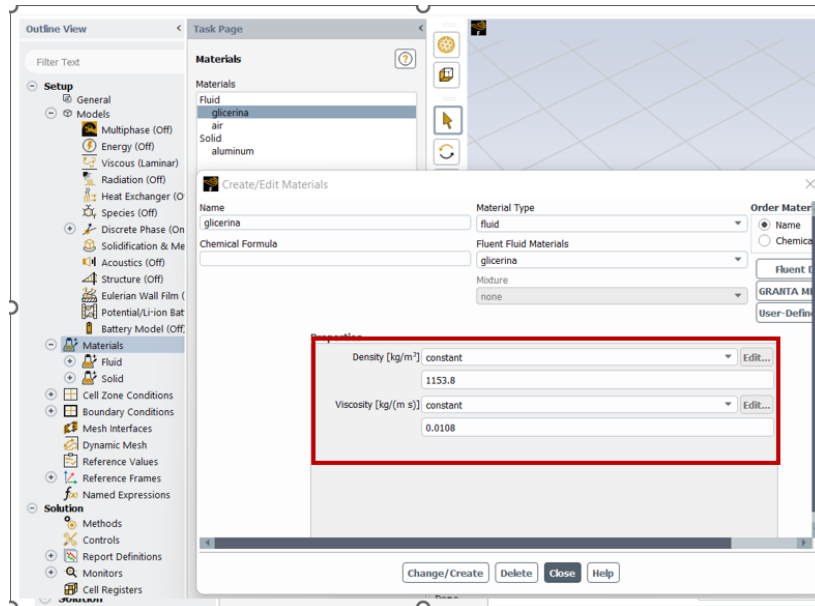 Outline View <
Filter Text
Setup
General
Models
Multiphase (Off)
Energy (Off)
Viscous (Laminar)
Radiation (Off)
Heat Exchanger (O
Species (Off)
Discrete Phase (On
Solidification & Me
Acoustics (Off)
Structure (Off)
Eulerian Wall Film (
Potential/Li-ion Bat
Battery Model (Off
Materials
Fluid
Solid
Cell Zone Conditions
Boundary Conditions
Mesh Interfaces
Dynamic Mesh
Reference Values
Reference Frames
Named Expressions
Solution
Methods
Controls
Report Definitions
Monitors
Cell Registers
Task Page <
Materials
Materials
Fluid
glicerina
air
Solid
aluminum
Create/Edit Materials
Name
glicerina
Chemical Formula
Material Type
fluid
Fluent Fluid Materials
glicerina
Mixture
none
Order Mater
Name
Chemica
Fluent D
GRANTA MI
User-Define
Properties
Density [kg/m³] constant Edit...
1153.8
Viscosity [kg/(m s)] constant Edit...
0.0108
Change/Create Delete Close Help